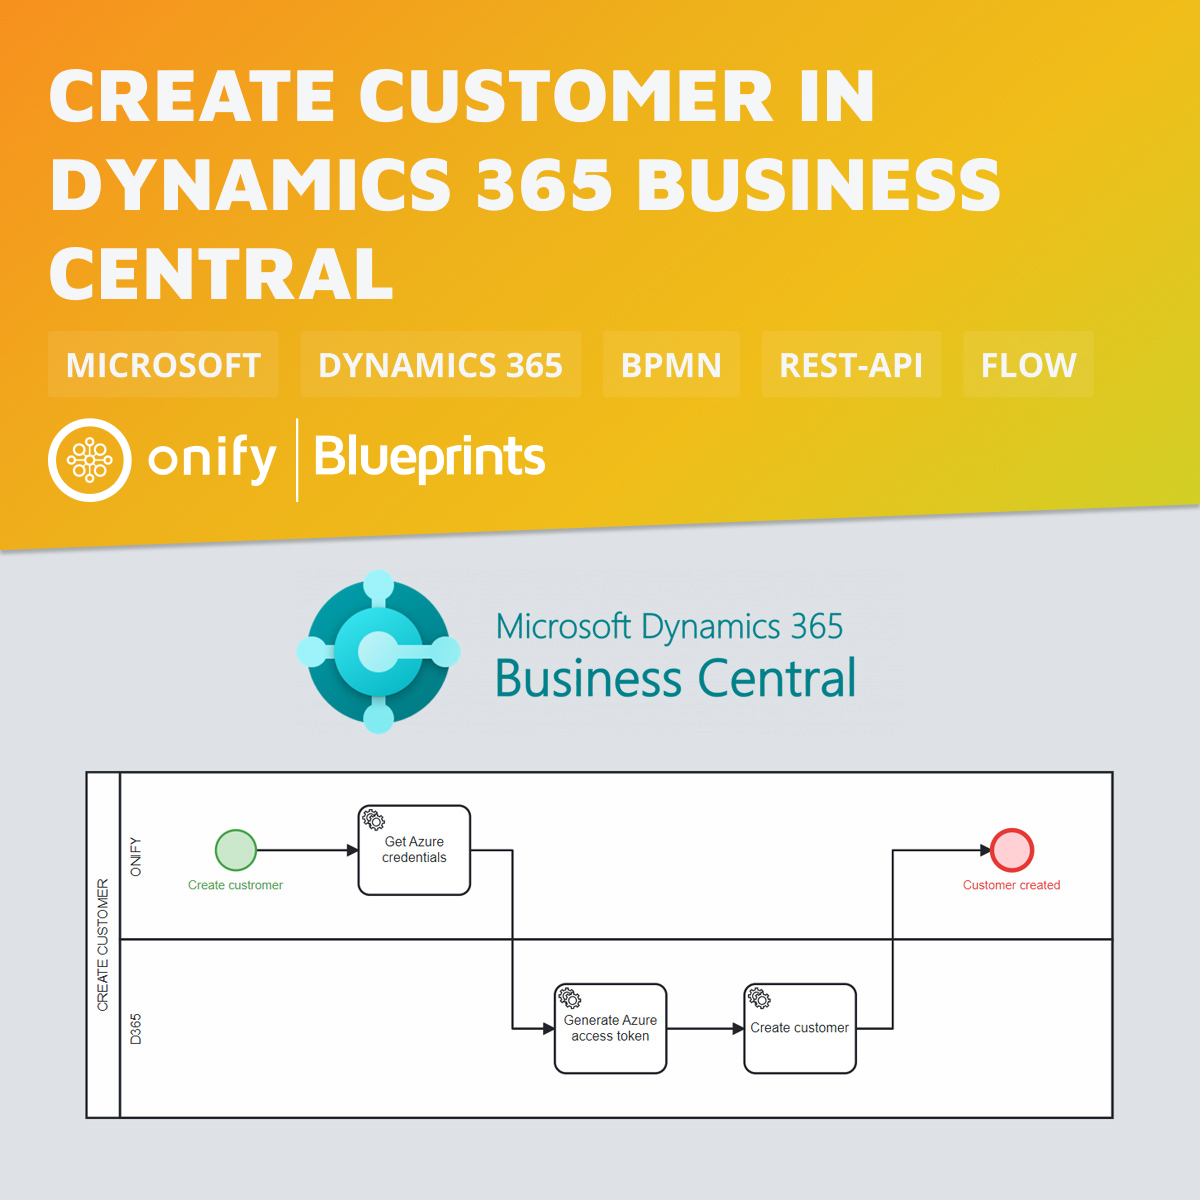 CREATE CUSTOMER IN
DYNAMICS 365 BUSINESS
CENTRAL
MICROSOFT
DYNAMICS 365
BPMN
REST-API
FLOW
onify
Blueprints
Microsoft Dynamics 365
Business Central
CREATE CUSTOMER
ONIFY
Create custromer
Get Azure
credentials
Customer created
D365
Generate Azure
access token
Create customer